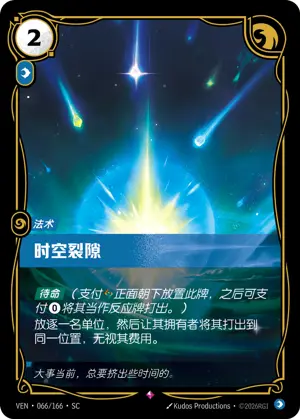 2
法术
时空裂隙
待命 （支付 正面朝下放置此牌，之后可支
付 0 将其当作反应牌打出。）
放逐一名单位，然后让其拥有者将其打出到
同一位置，无视其费用。
大事当前，总要挤出些时间的。
VEN • 066/166 • SC
Kudos Productions • ©2026RGI